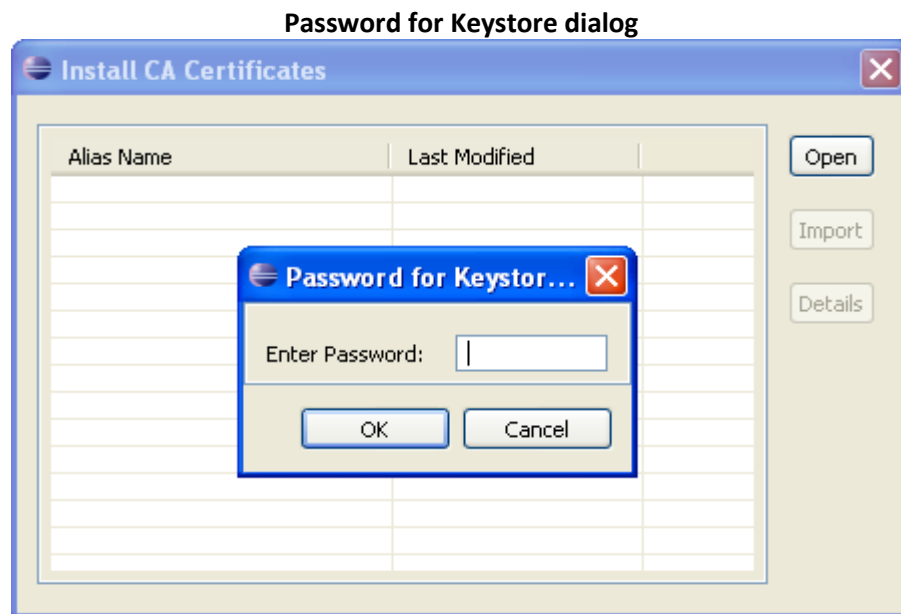 Password for Keystore dialog
Install CA Certificates
Alias Name Last Modified
Open
Import
Details
Password for Keystor...
Enter Password:
OK Cancel